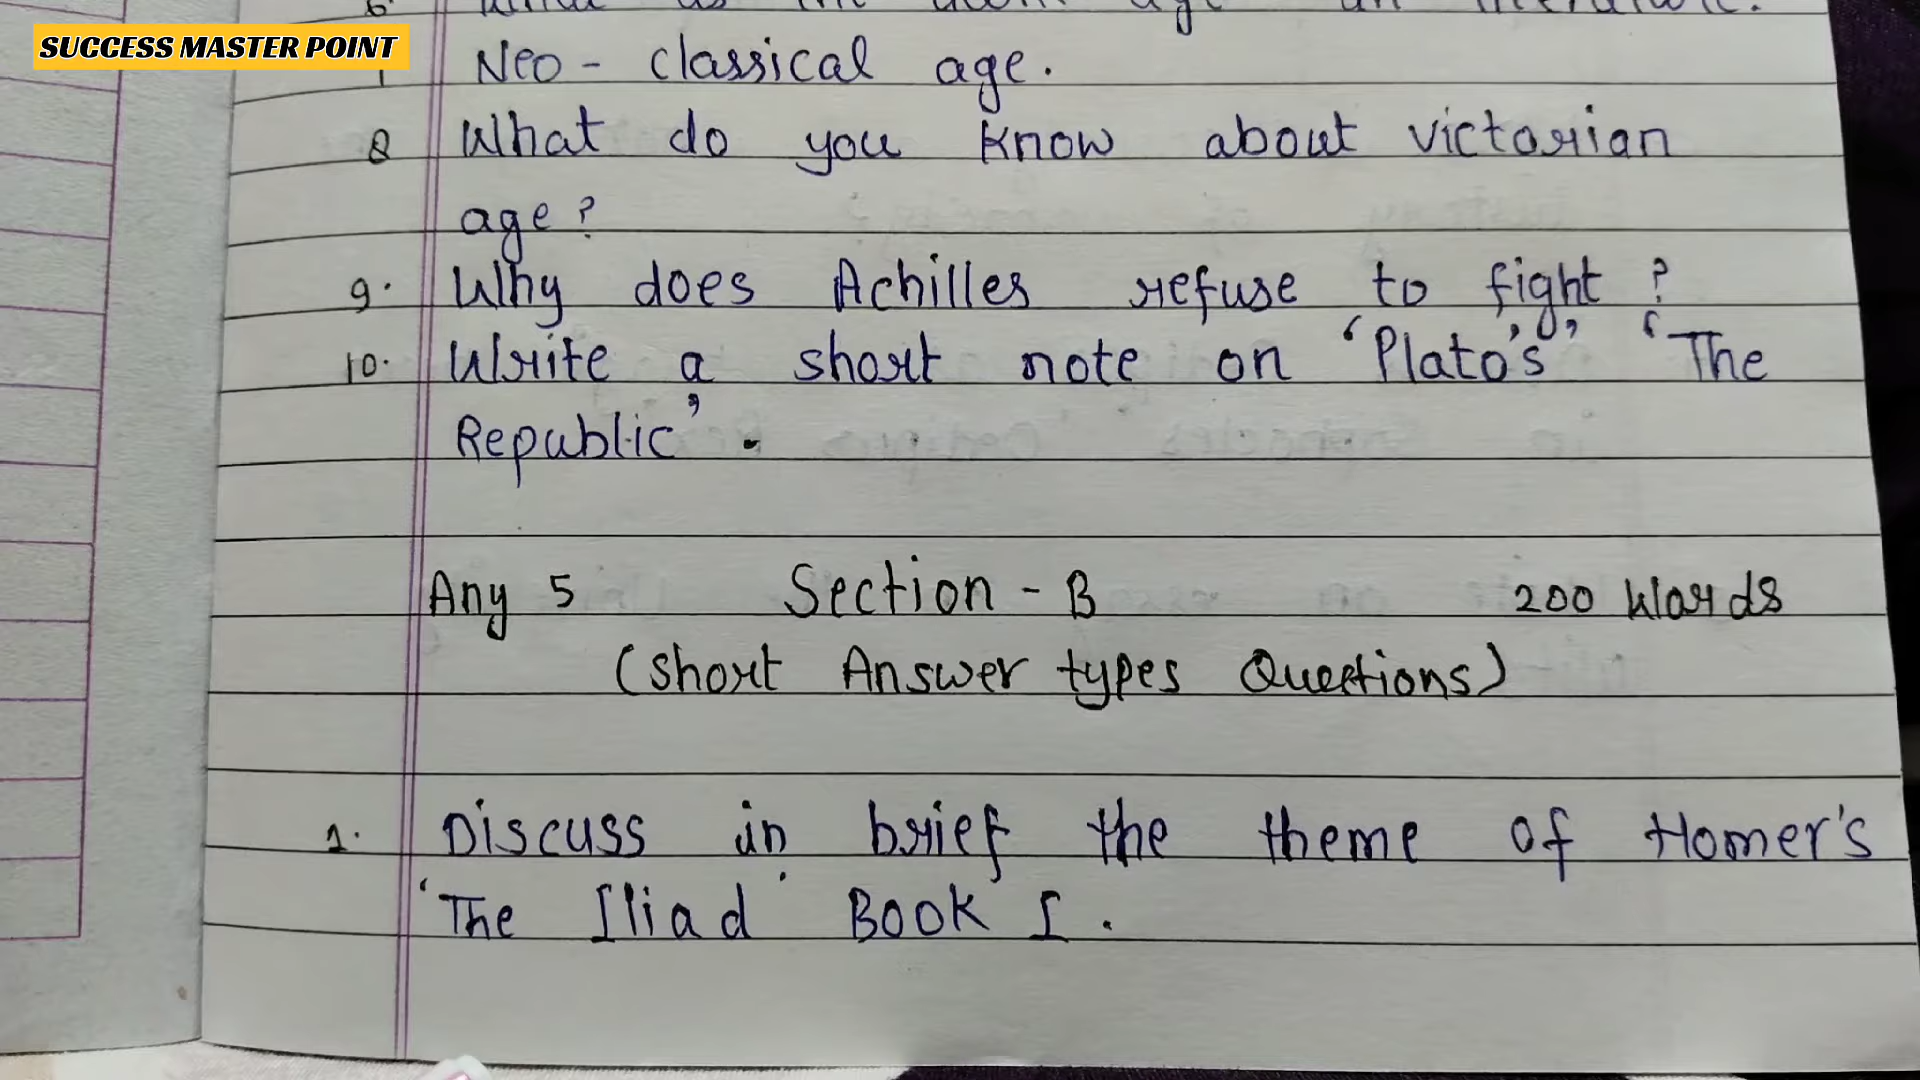 SUCCESS MASTER POINT
6.
Neo - classical age.
8 What do you know about victorian
age?
9. Why does Achilles refuse to fight?
10. Write a short note on 'Plato's' 'The
Republic'.
Any 5 Section - B 200 Words
(Short Answer types Questions)
1. Discuss in brief the theme of Homer's
'The Iliad' Book I.